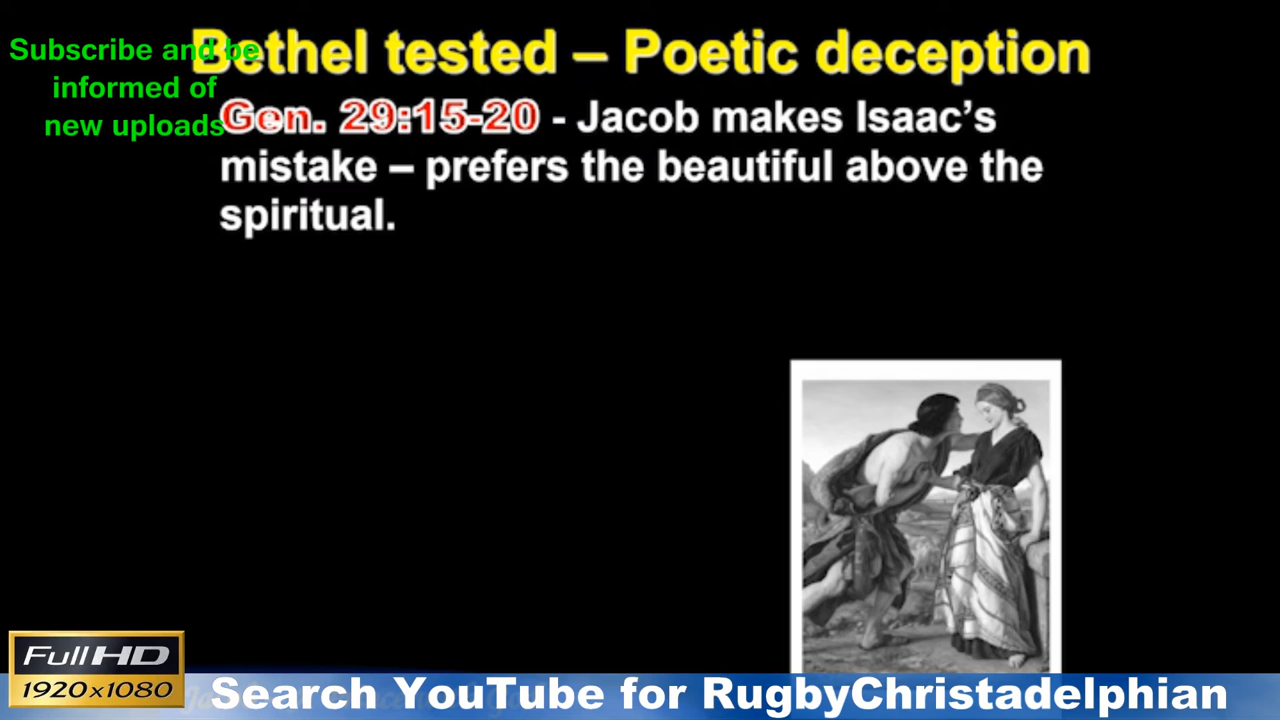 Bethel tested – Poetic deception
Subscribe and be
informed of
new uploads
Gen. 29:15-20 - Jacob makes Isaac’s
mistake – prefers the beautiful above the
spiritual.
Full HD
1920x1080
Search YouTube for RugbyChristadelphian